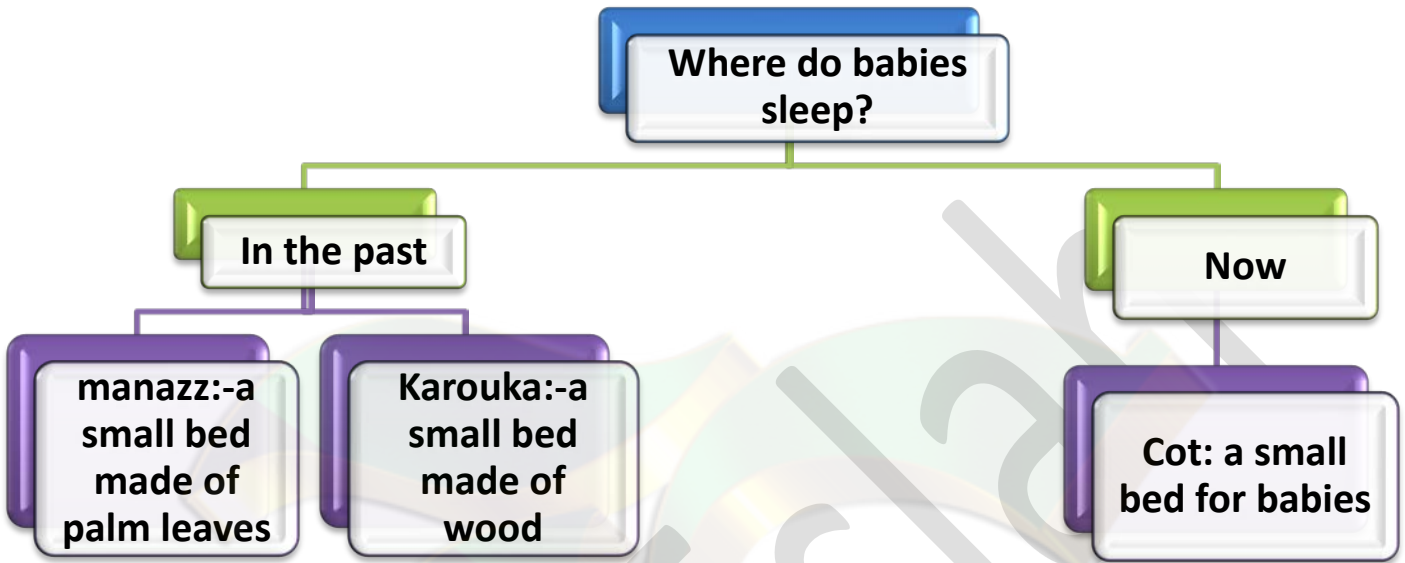 Where do babies
sleep?
In the past
Now
manazz:-a
small bed
made of
palm leaves
Karouka:-a
small bed
made of
wood
Cot: a small
bed for babies